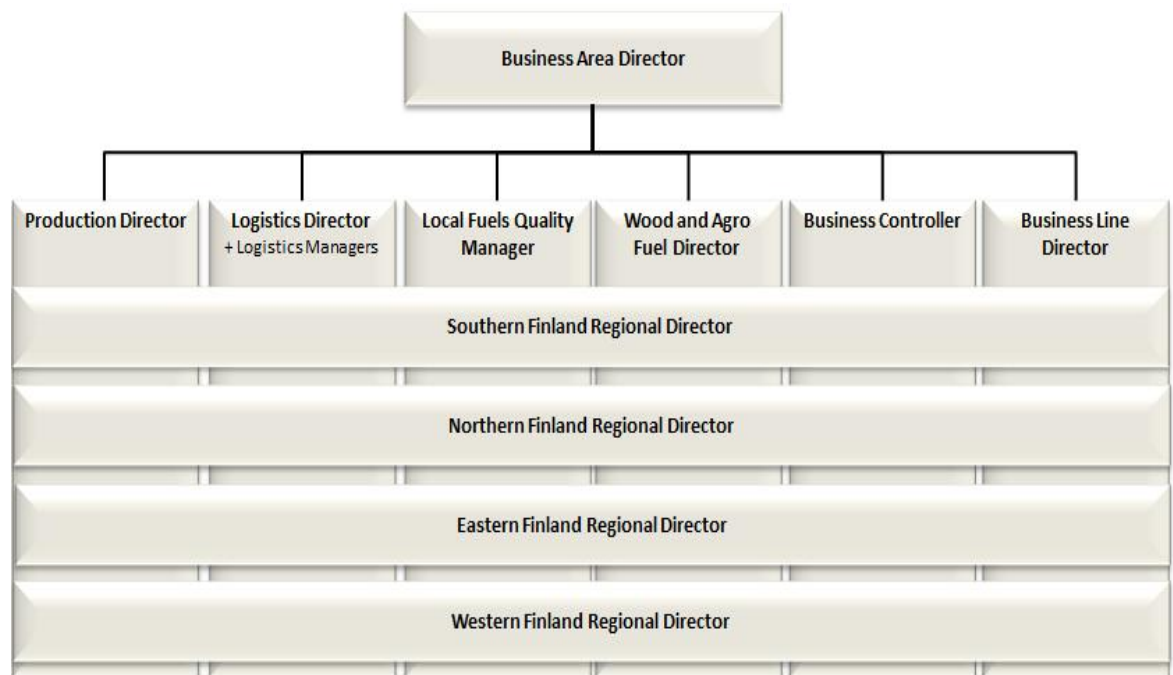 Business Area Director
Production Director
Logistics Director
+ Logistics Managers
Local Fuels Quality
Manager
Wood and Agro
Fuel Director
Business Controller
Business Line
Director
Southern Finland Regional Director
Northern Finland Regional Director
Eastern Finland Regional Director
Western Finland Regional Director